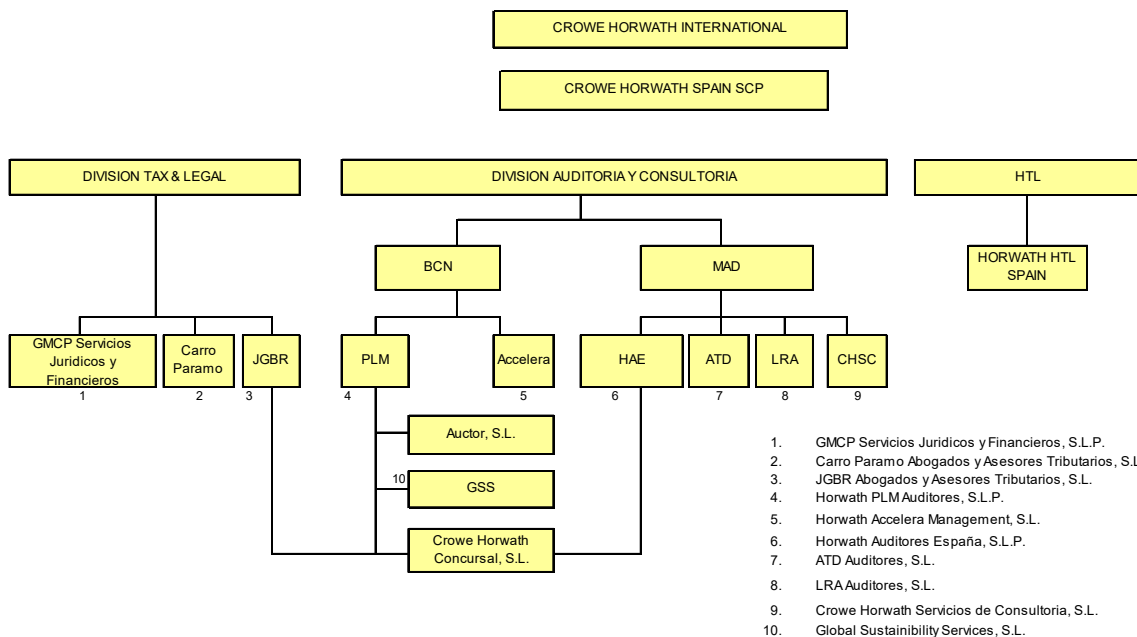 CROWE HORWATH INTERNATIONAL
CROWE HORWATH SPAIN SCP
DIVISION TAX & LEGAL
DIVISION AUDITORIA Y CONSULTORIA
HTL
BCN
MAD
HORWATH HTL
SPAIN
GMCP Servicios
Juridicos y
Financieros
Carro
Paramo
JGBR
PLM
Accelera
HAE
ATD
LRA
CHSC
1
2
3
4
5
6
7
8
9
Auctor, S.L.
10
GSS
Crowe Horwath
Concursal, S.L.
1. GMCP Servicios Juridicos y Financieros, S.L.P.
2. Carro Paramo Abogados y Asesores Tributarios, S.L
3. JGBR Abogados y Asesores Tributarios, S.L.
4. Horwath PLM Auditores, S.L.P.
5. Horwath Accelera Management, S.L.
6. Horwath Auditores España, S.L.P.
7. ATD Auditores, S.L.
8. LRA Auditores, S.L.
9. Crowe Horwath Servicios de Consultoria, S.L.
10. Global Sustainibility Services, S.L.